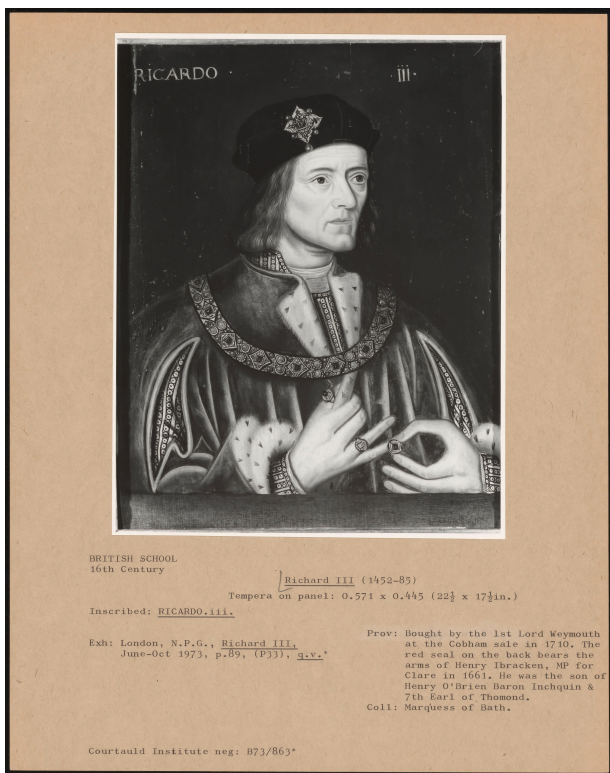 RICARDO · iii·
BRITISH SCHOOL
16th Century
Richard III (1452-85)
Tempera on panel: 0.571 x 0.445 (22½ x 17½in.)
Inscribed: RICARDO.iii.
Exh: London, N.P.G., Richard III,
June-Oct 1973, p.89, (P33), q.v.*
Prov: Bought by the 1st Lord Weymouth
at the Cobham sale in 1710. The
red seal on the back bears the
arms of Henry Ibracken, MP for
Clare in 1661. He was the son of
Henry O'Brien Baron Inchquin &
7th Earl of Thomond.
Coll: Marquess of Bath.
Courtauld Institute neg: B73/863*